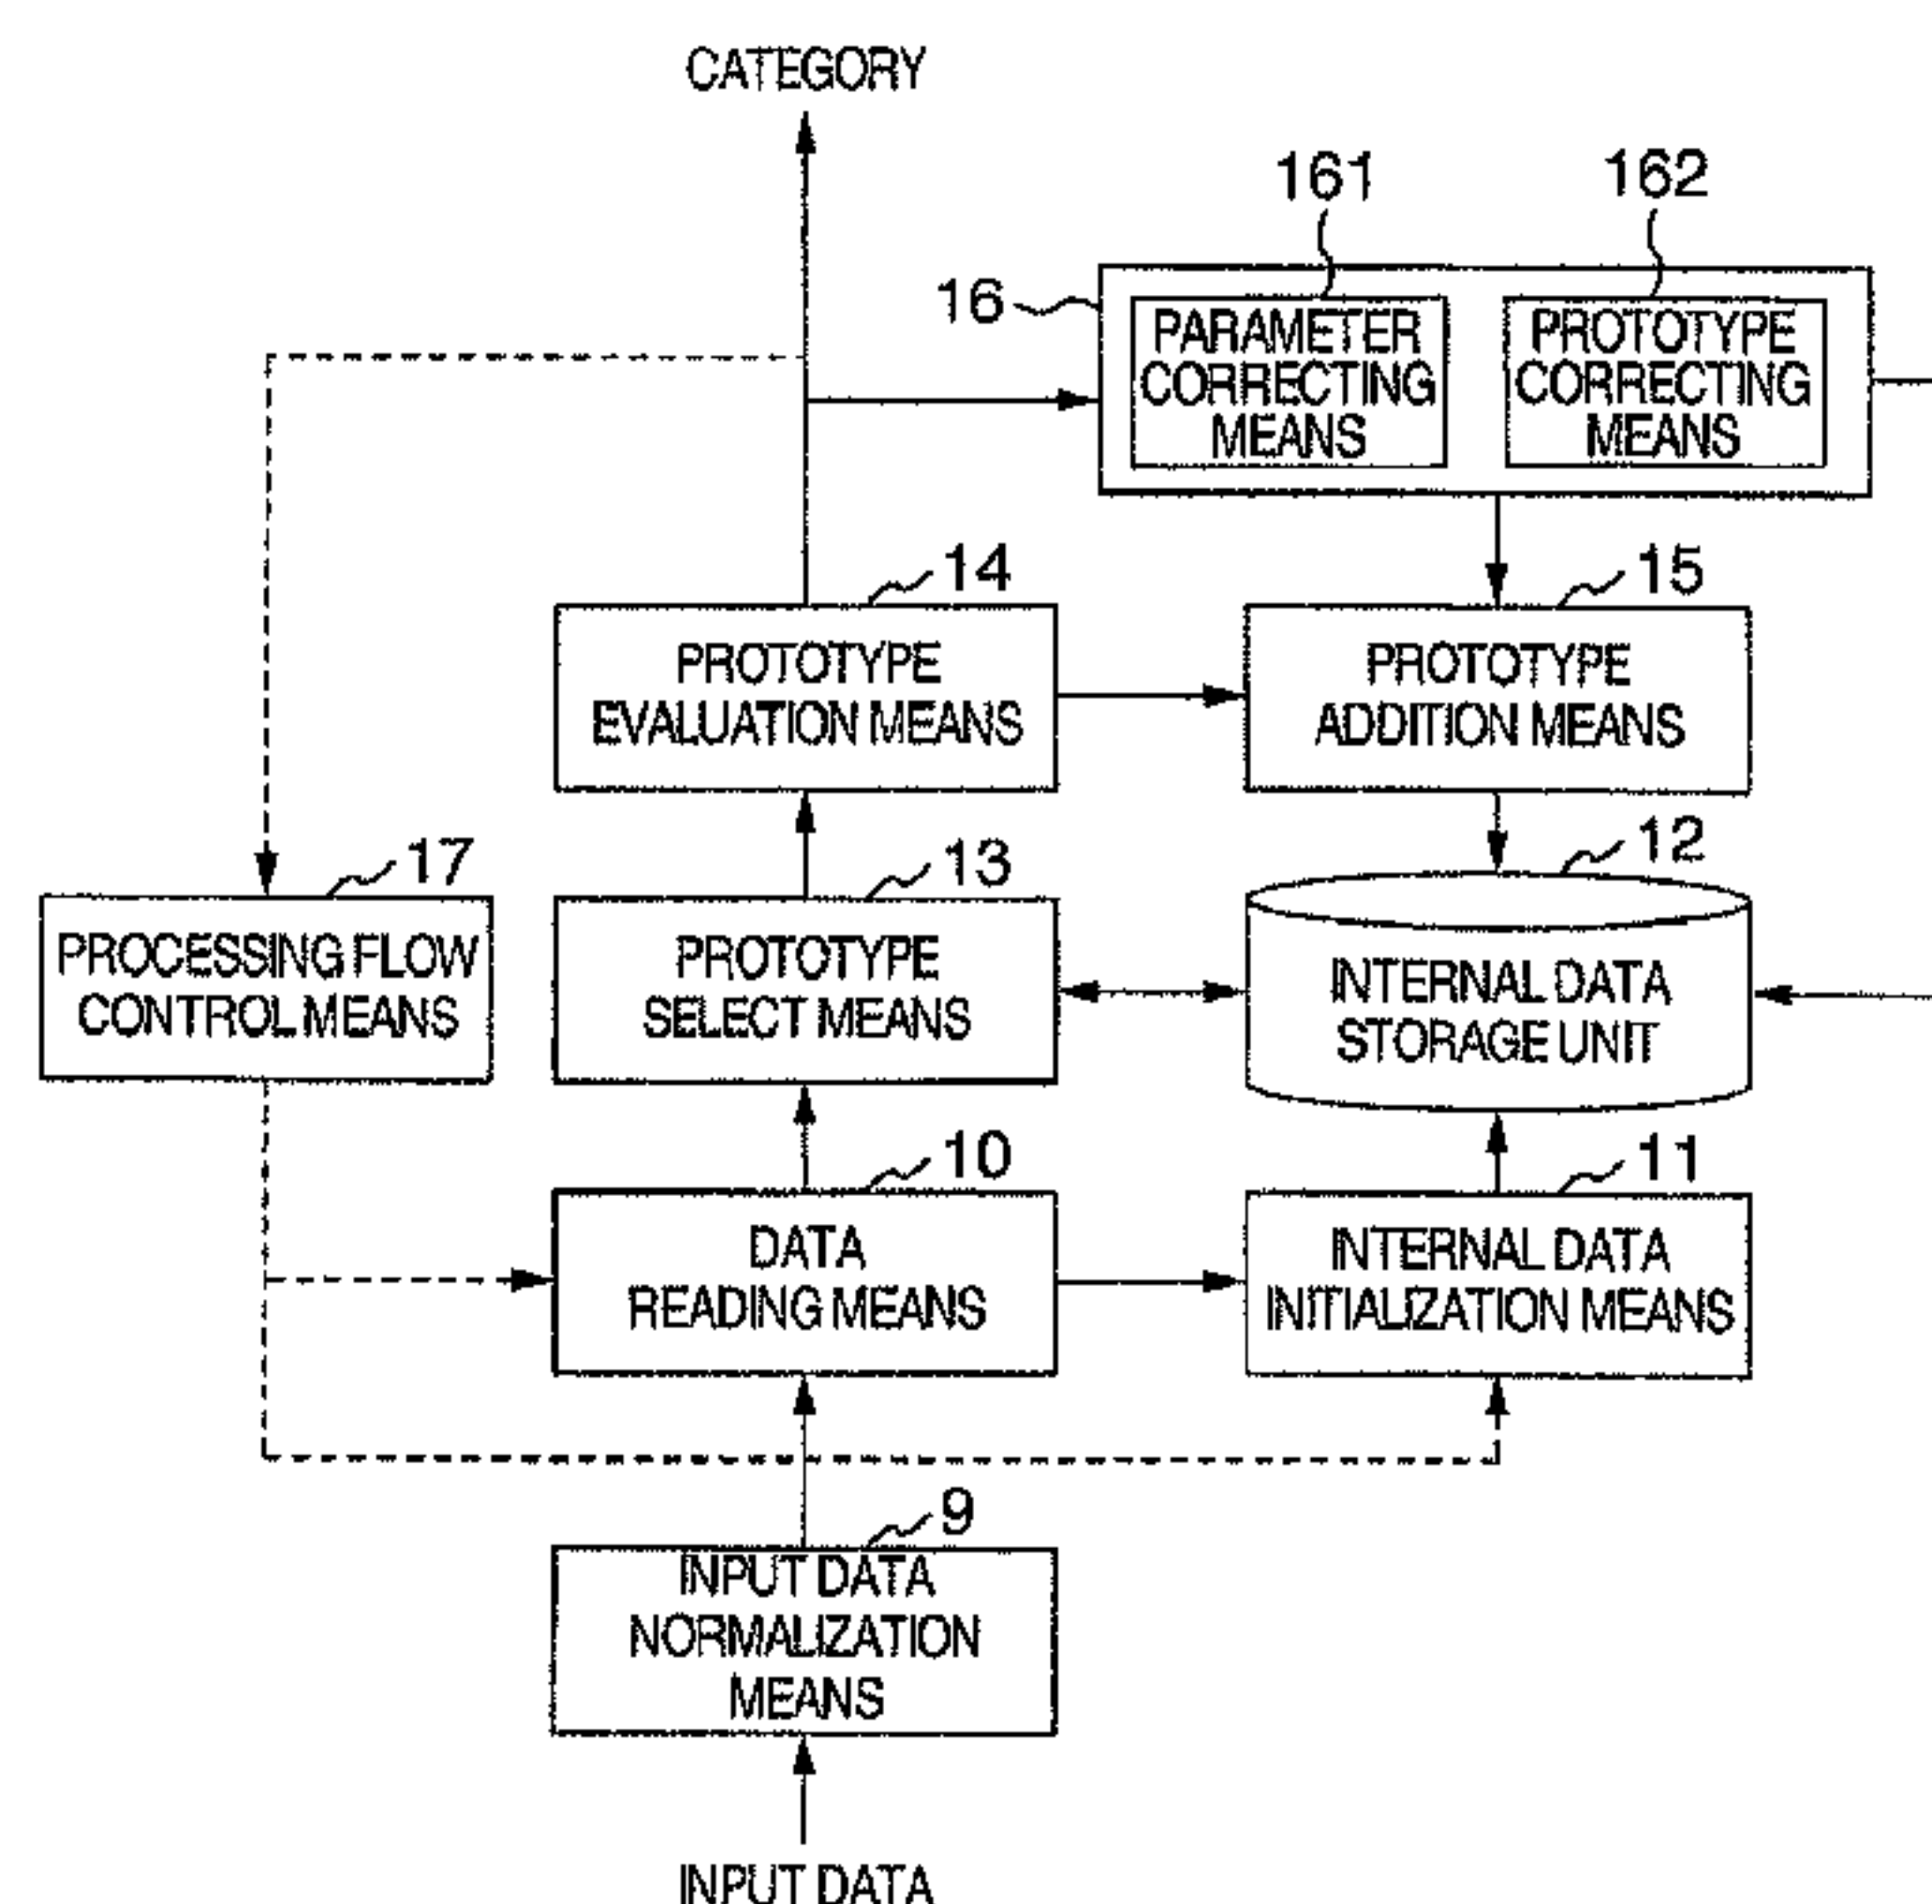 CATEGORY
161
162
16
PARAMETER
CORRECTING
MEANS
PROTOTYPE
CORRECTING
MEANS
14
PROTOTYPE
EVALUATION MEANS
15
PROTOTYPE
ADDITION MEANS
17
PROCESSING FLOW
CONTROL MEANS
13
PROTOTYPE
SELECT MEANS
12
INTERNAL DATA
STORAGE UNIT
10
DATA
READING MEANS
11
INTERNAL DATA
INITIALIZATION MEANS
9
INPUT DATA
NORMALIZATION
MEANS
INPUT DATA